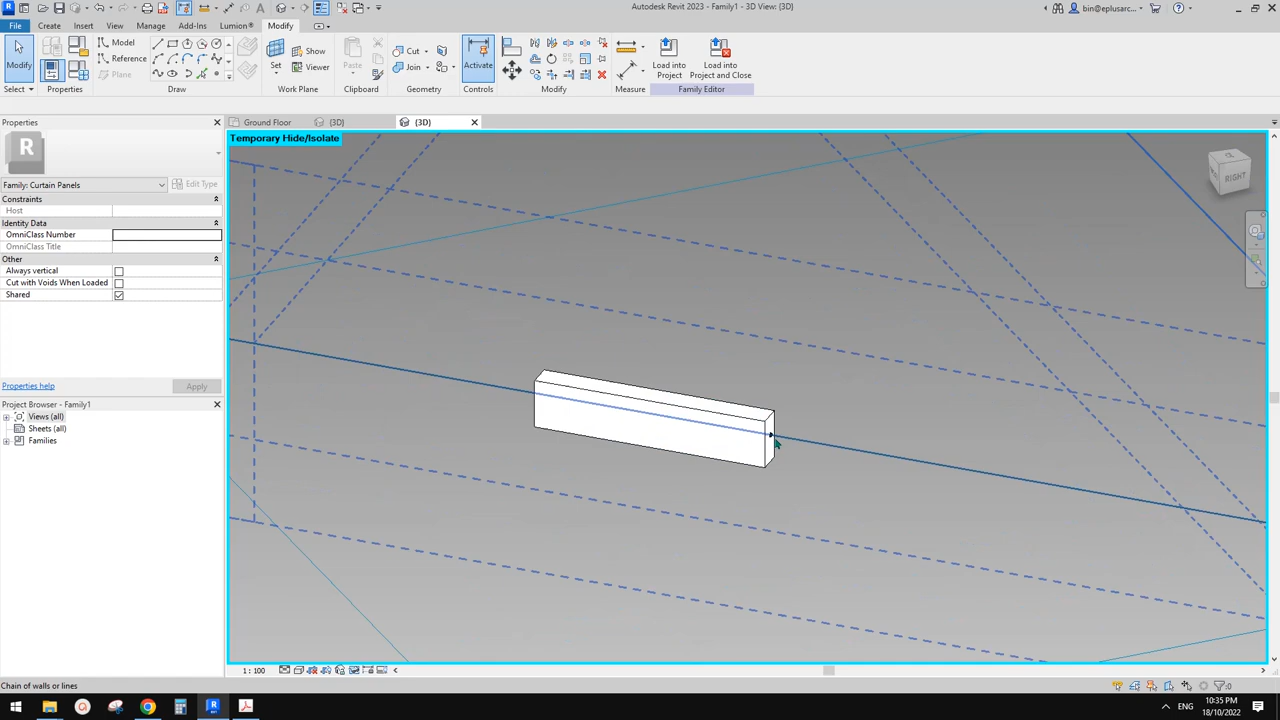 Autodesk Revit 2023 - Family1 - 3D View: {3D}
bin@eplusarc...
File Create Insert View Manage Add-Ins Lumion® Modify
Modify
Model
Reference
Plane
Set
Show
Viewer
Paste
Cut
Join
Activate
Load into
Project
Load into
Project and Close
Select Properties Draw Work Plane Clipboard Geometry Controls Modify Measure Family Editor
Properties
Ground Floor {3D} {3D}
Temporary Hide/Isolate
RIGHT
Family: Curtain Panels Edit Type
Constraints
Host
Identity Data
OmniClass Number
OmniClass Title
Other
Always vertical
Cut with Voids When Loaded
Shared
Properties help Apply
Project Browser - Family1
Views (all)
Sheets (all)
Families
1 : 100
Chain of walls or lines
:0
ENG
10:35 PM
18/10/2022